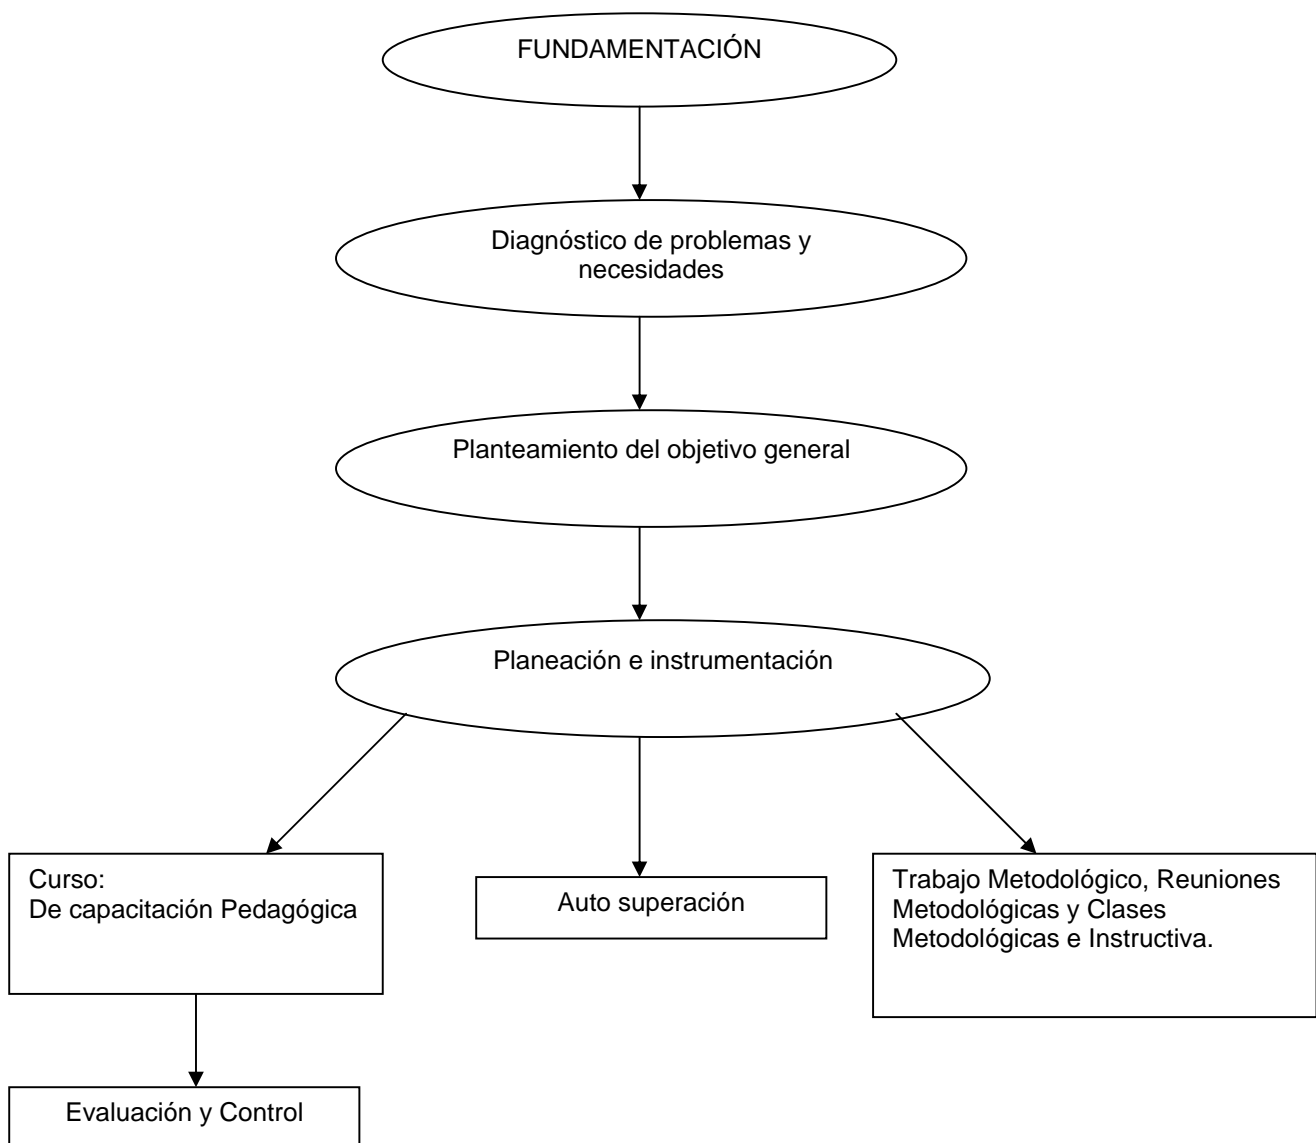 FUNDAMENTACIÓN
Diagnóstico de problemas y
necesidades
Planteamiento del objetivo general
Planeación e instrumentación
Curso:
De capacitación Pedagógica
Auto superación
Trabajo Metodológico, Reuniones
Metodológicas y Clases
Metodológicas e Instructiva.
Evaluación y Control